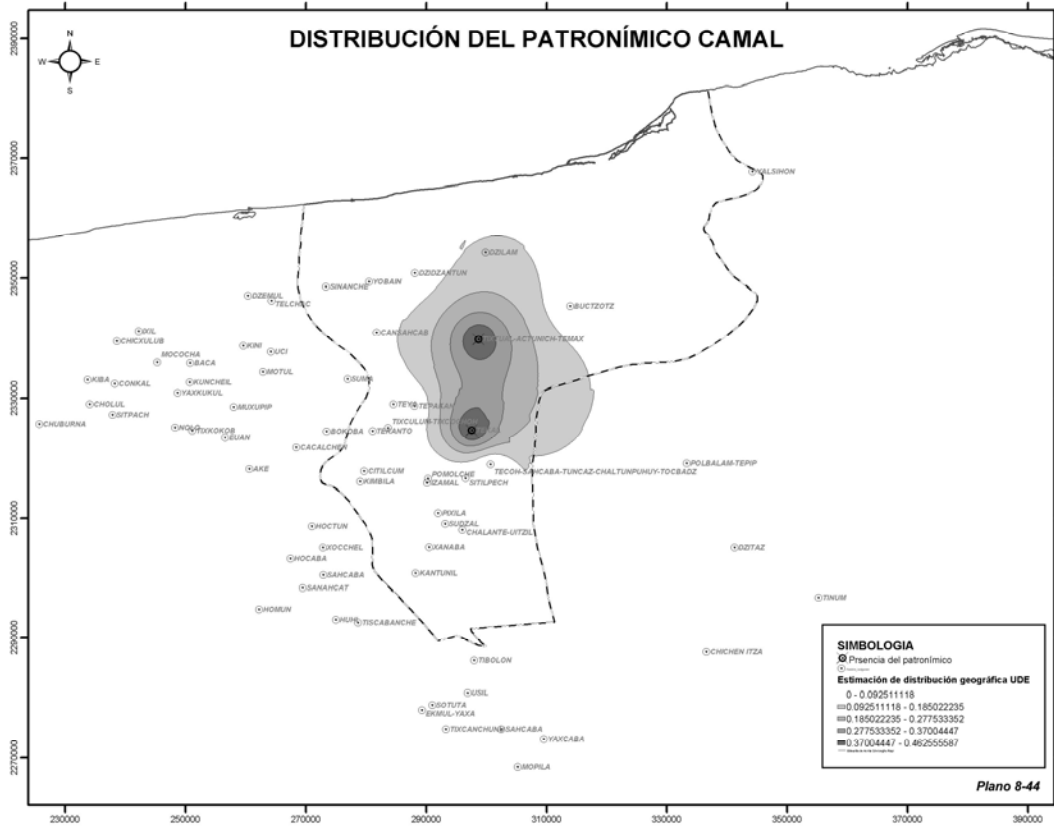 DISTRIBUCIÓN DEL PATRONÍMICO CAMAL
N
W E
S
2390000
2370000
2350000
2330000
2310000
2290000
2270000
YALSIHON
DZILAM
DZIDZANTUN
YOBAIN
SINANCHE
DZEMUL
TELCHAC
BUCTZOTZ
CANSAHCAB
-ACTUNICH-TEMAX
IXIL
CHICXULUB
KINI
UCI
MOCOCHA
BACA
MOTUL
SUMA
KIBA
CONKAL
KUNCHEIL
YAXKUKUL
CHOLUL
SITPACH
MUXUPIP
TEYA
TEPAKAN
CHUBURNA
NOLO
TIXKOKOB
EUAN
BOKOBA
TEKANTO
CACALCHEN
AKE
CITILCUM
KIMBILA
POMOLCHE
IZAMAL
SITILPECH
TECOH-SAHCABA-TUNCAZ-CHALTUNPUHUY-TOCBADZ
POLBALAM-TEPIP
PIXILA
SUDZAL
CHALANTE-UITZIL
HOCTUN
XOCCHEL
XANABA
DZITAZ
HOCABA
SAHCABA
KANTUNIL
SANAHCAT
HOMUN
TINUM
HUHI
TISCABANCHE
CHICHEN ITZA
TIBOLON
USIL
SOTUTA
EKMUL-YAXA
SAHCABA
YAXCABA
MOPILA
SIMBOLOGIA
Prsencia del patronímico
Estimación de distribución geográfica UDE
0 - 0.092511118
0.092511118 - 0.185022235
0.185022235 - 0.277533352
0.277533352 - 0.37004447
0.37004447 - 0.462555587
Plano 8-44
230000 250000 270000 290000 310000 330000 350000 370000 390000